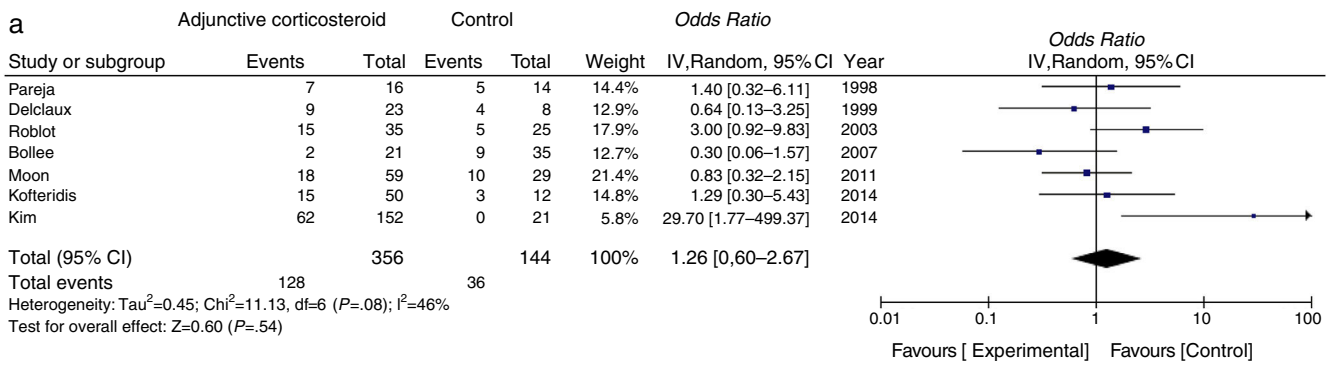 a
Adjunctive corticosteroid Control Odds Ratio
Odds Ratio
Study or subgroup Events Total Events Total Weight IV,Random, 95%CI Year IV,Random, 95%CI
Pareja 7 16 5 14 14.4% 1.40 [0.32–6.11] 1998
Delclaux 9 23 4 8 12.9% 0.64 [0.13–3.25] 1999
Roblot 15 35 5 25 17.9% 3.00 [0.92–9.83] 2003
Bollee 2 21 9 35 12.7% 0.30 [0.06–1.57] 2007
Moon 18 59 10 29 21.4% 0.83 [0.32–2.15] 2011
Kofteridis 15 50 3 12 14.8% 1.29 [0.30–5.43] 2014
Kim 62 152 0 21 5.8% 29.70 [1.77–499.37] 2014
Total (95% CI) 356 144 100% 1.26 [0,60–2.67]
Total events 128 36
Heterogeneity: Tau²=0.45; Chi²=11.13, df=6 (P=.08); I²=46%
Test for overall effect: Z=0.60 (P=.54)
0.01 0.1 1 10 100
Favours [ Experimental] Favours [Control]